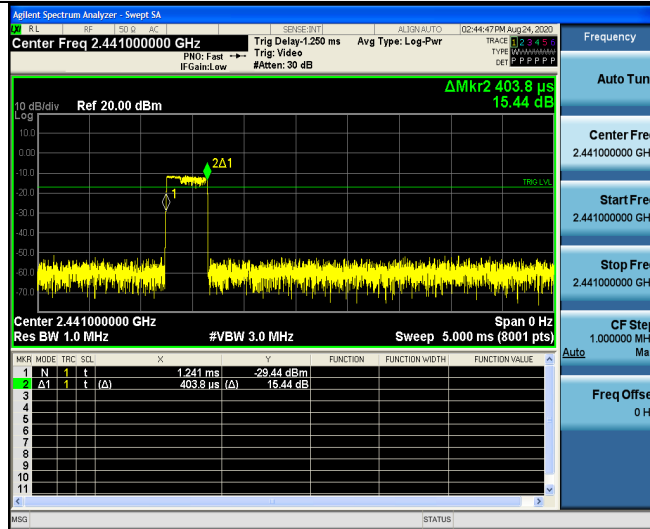 Agilent Spectrum Analyzer - Swept SA
LXI RL RF 50 Ω AC SENSE:INT ALIGN AUTO 02:44:47 PM Aug 24, 2020
Center Freq 2.441000000 GHz
PNO: Fast
IFGain:Low
Trig Delay-1.250 ms
Trig: Video
#Atten: 30 dB
Avg Type: Log-Pwr
TRACE 1 2 3 4 5 6
TYPE
DET P P P P P P
Frequency
ΔMkr2 403.8 µs
15.44 dB
10 dB/div Ref 20.00 dBm
Log
10.0
0.00
-10.0
-20.0
-30.0
-40.0
-50.0
-60.0
-70.0
2Δ1
1
TRIG LVL
Center 2.441000000 GHz Span 0 Hz
Res BW 1.0 MHz #VBW 3.0 MHz Sweep 5.000 ms (8001 pts)
MKR MODE TRC SCL X Y FUNCTION FUNCTION WIDTH FUNCTION VALUE
1 N 1 t 1.241 ms -29.44 dBm
2 Δ1 1 t (Δ) 403.8 µs (Δ) 15.44 dB
3
4
5
6
7
8
9
10
11
MSG STATUS
Auto Tun
Center Fre
2.441000000 GH
Start Fre
2.441000000 GH
Stop Fre
2.441000000 GH
CF Step
1.000000 MH
Auto Ma
Freq Offse
0 H